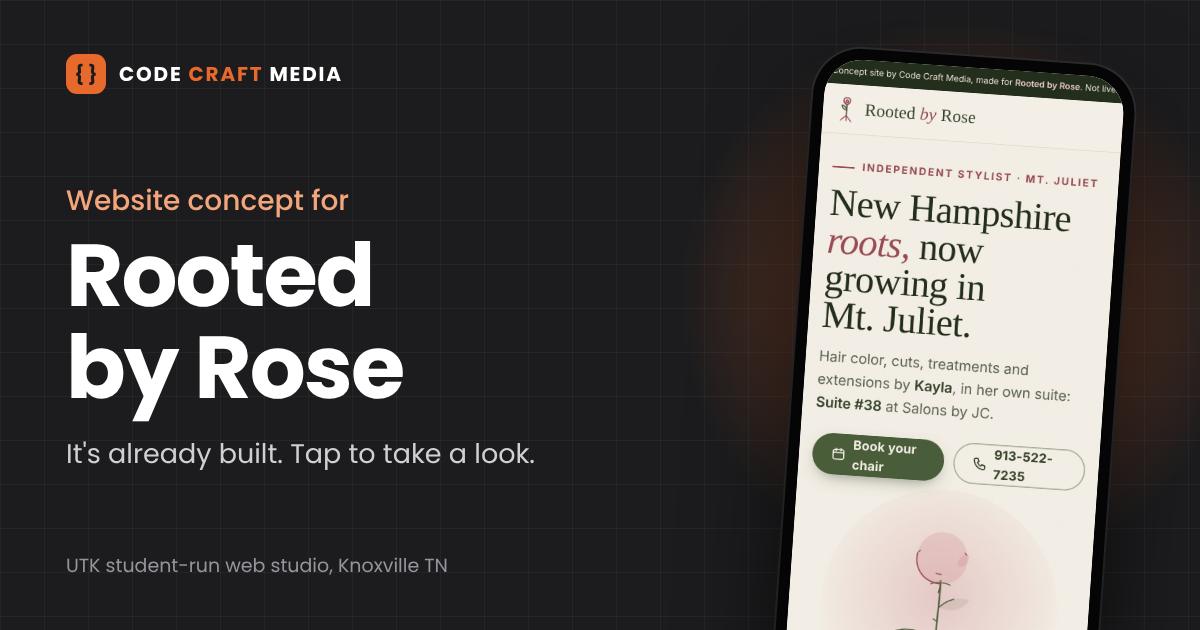 { } CODE CRAFT MEDIA
Website concept for
Rooted
by Rose
It's already built. Tap to take a look.
UTK student-run web studio, Knoxville TN
Concept site by Code Craft Media, made for Rooted by Rose. Not live
Rooted by Rose
INDEPENDENT STYLIST · MT. JULIET
New Hampshire
roots, now
growing in
Mt. Juliet.
Hair color, cuts, treatments and
extensions by Kayla, in her own suite:
Suite #38 at Salons by JC.
Book your
chair
913-522-
7235